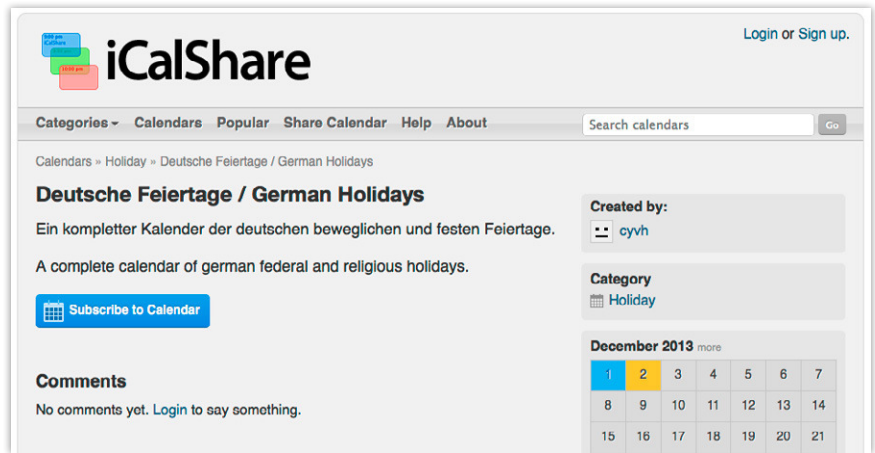 Login or Sign up.
iCalShare
Categories Calendars Popular Share Calendar Help About
Search calendars Go
Calendars » Holiday » Deutsche Feiertage / German Holidays
Deutsche Feiertage / German Holidays
Ein kompletter Kalender der deutschen beweglichen und festen Feiertage.
A complete calendar of german federal and religious holidays.
Subscribe to Calendar
Comments
No comments yet. Login to say something.
Created by:
cyvh
Category
Holiday
December 2013 more
1 2 3 4 5 6 7
8 9 10 11 12 13 14
15 16 17 18 19 20 21